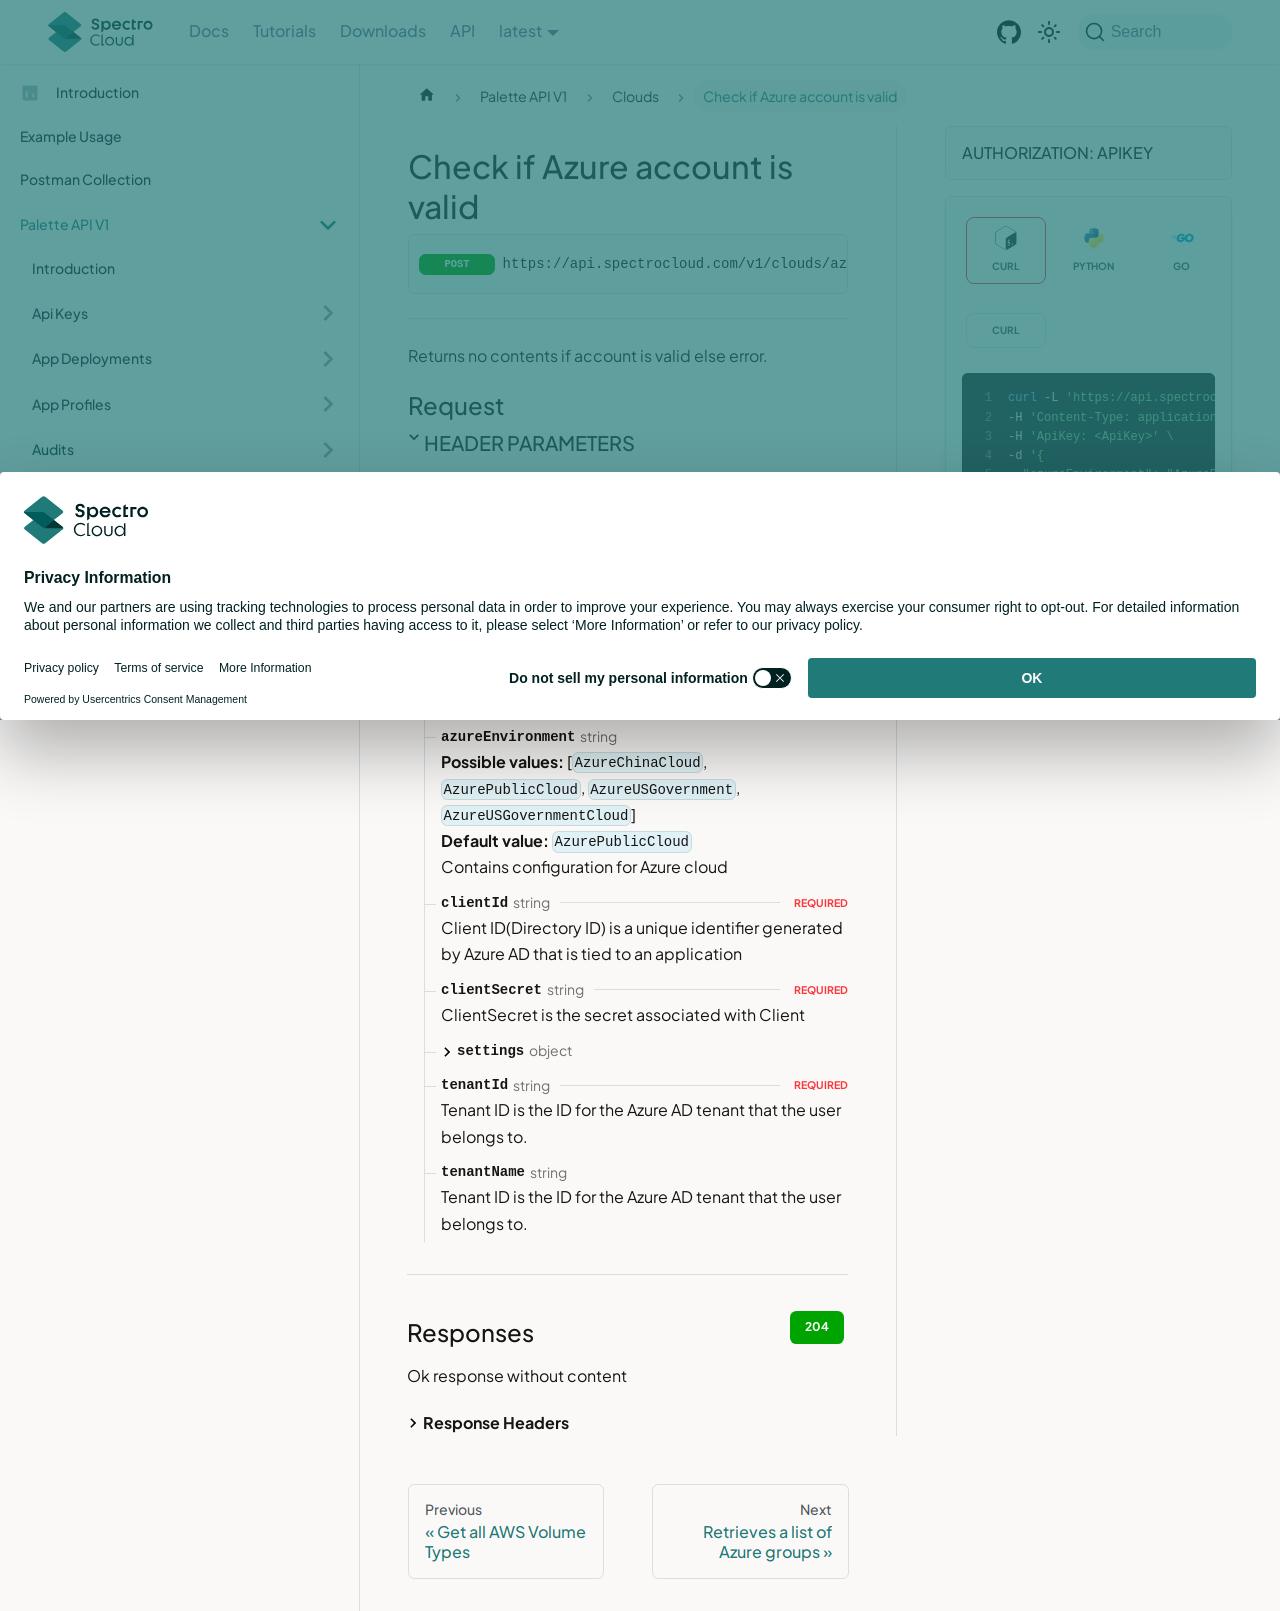 Spectro
Cloud
Docs
Tutorials
Downloads
API
latest
Search
Introduction
Example Usage
Postman Collection
Palette API V1
Introduction
Api Keys
App Deployments
App Profiles
Audits
Palette API V1
Clouds
Check if Azure account is valid
Check if Azure account is
valid
POST
https://api.spectrocloud.com/v1/clouds/az
Returns no contents if account is valid else error.
Request
HEADER PARAMETERS
AUTHORIZATION: APIKEY
CURL
PYTHON
GO
CURL
1 curl -L 'https://api.spectroc
2 -H 'Content-Type: application
3 -H 'ApiKey: <ApiKey>' \
4 -d '{
Spectro
Cloud
Privacy Information
We and our partners are using tracking technologies to process personal data in order to improve your experience. You may always exercise your consumer right to opt-out. For detailed information
about personal information we collect and third parties having access to it, please select ‘More Information’ or refer to our privacy policy.
Privacy policy
Terms of service
More Information
Powered by Usercentrics Consent Management
Do not sell my personal information
OK
azureEnvironment string
Possible values: [AzureChinaCloud,
AzurePublicCloud, AzureUSGovernment,
AzureUSGovernmentCloud]
Default value: AzurePublicCloud
Contains configuration for Azure cloud
clientId string REQUIRED
Client ID(Directory ID) is a unique identifier generated
by Azure AD that is tied to an application
clientSecret string REQUIRED
ClientSecret is the secret associated with Client
settings object
tenantId string REQUIRED
Tenant ID is the ID for the Azure AD tenant that the user
belongs to.
tenantName string
Tenant ID is the ID for the Azure AD tenant that the user
belongs to.
Responses
204
Ok response without content
Response Headers
Previous
« Get all AWS Volume
Types
Next
Retrieves a list of
Azure groups »